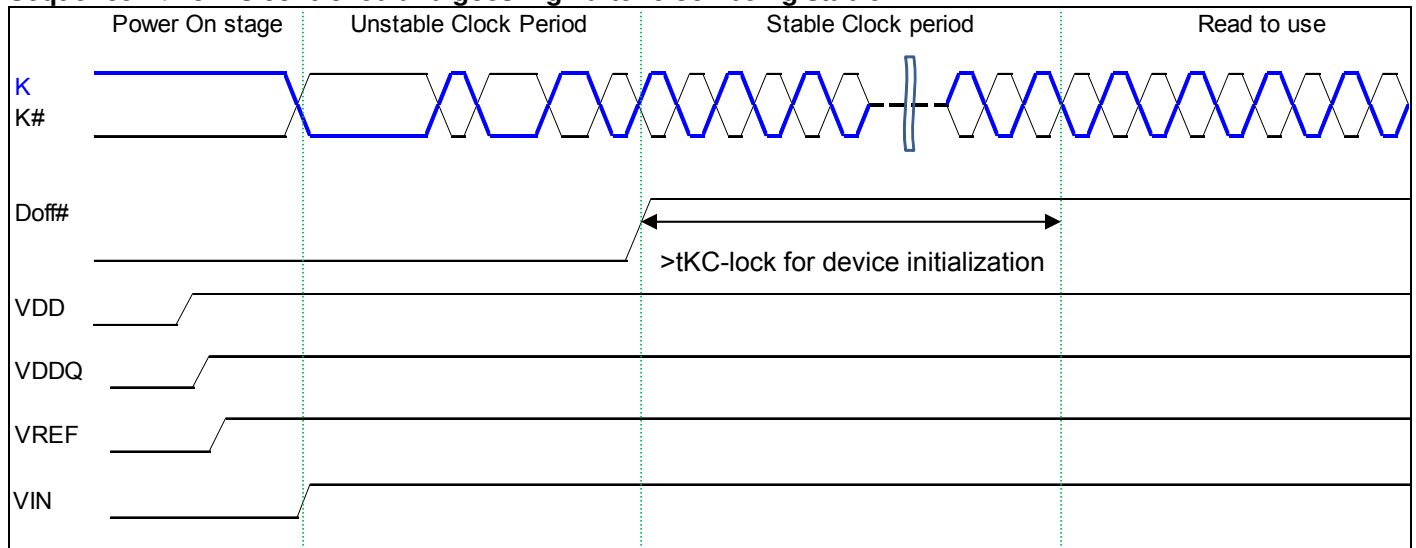 Power On stage Unstable Clock Period Stable Clock period Read to use
K
K#
Doff#
>tKC-lock for device initialization
VDD
VDDQ
VREF
VIN